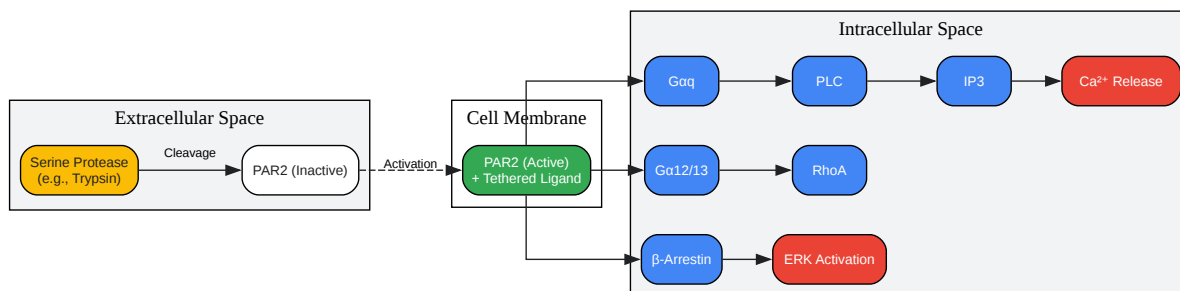 Extracellular Space
Serine Protease
(e.g., Trypsin)
Cleavage
PAR2 (Inactive)
Activation
Cell Membrane
PAR2 (Active)
+ Tethered Ligand
Intracellular Space
Gαq
PLC
IP3
Ca²⁺ Release
Gα12/13
RhoA
β-Arrestin
ERK Activation